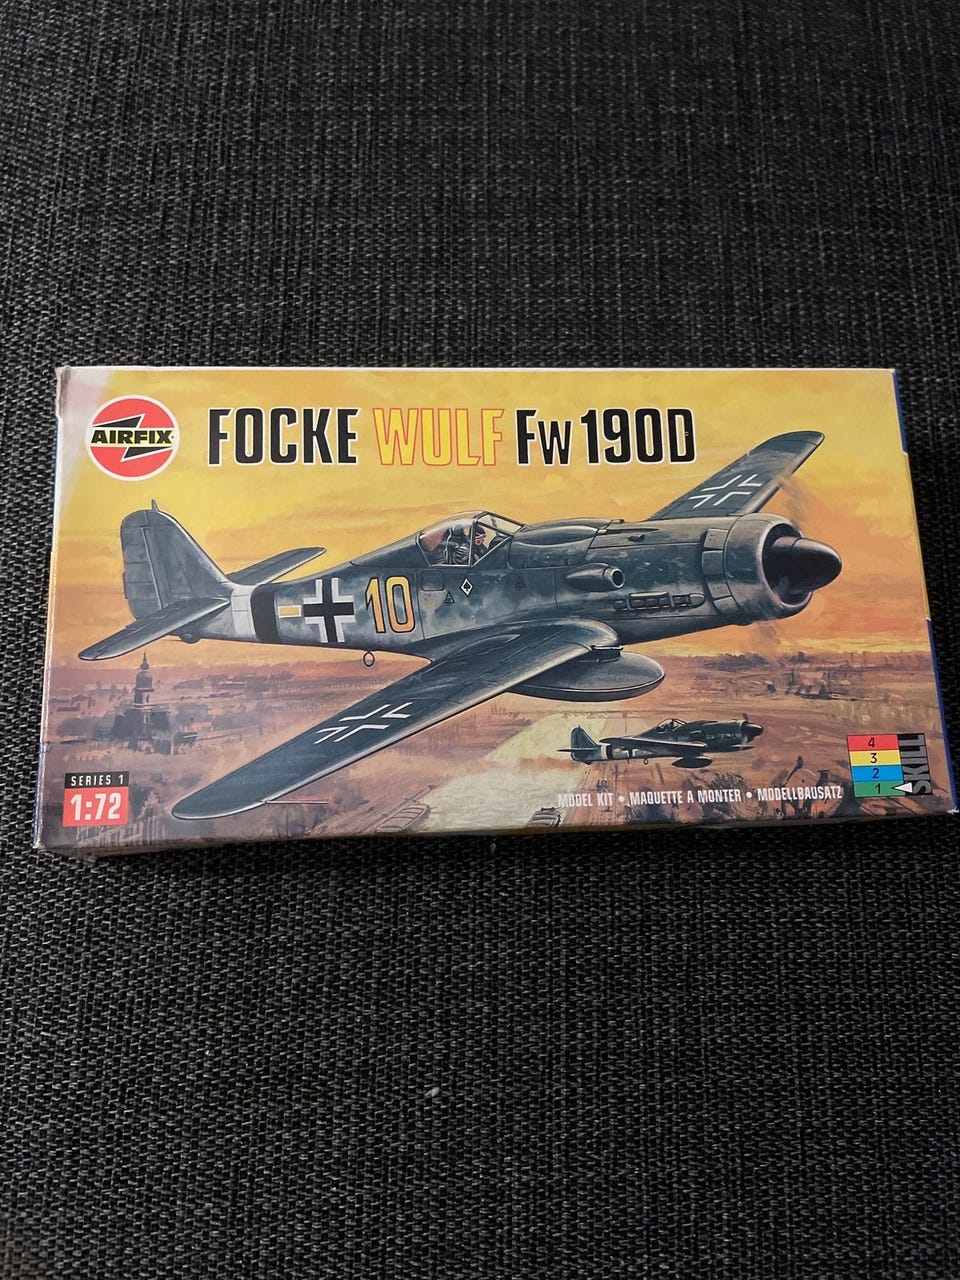 AIRFIX
FOCKE WULF Fw 190D
10
SERIES 1
1:72
MODEL KIT • MAQUETTE A MONTER • MODELLBAUSATZ
4
3
2
1
SKILL